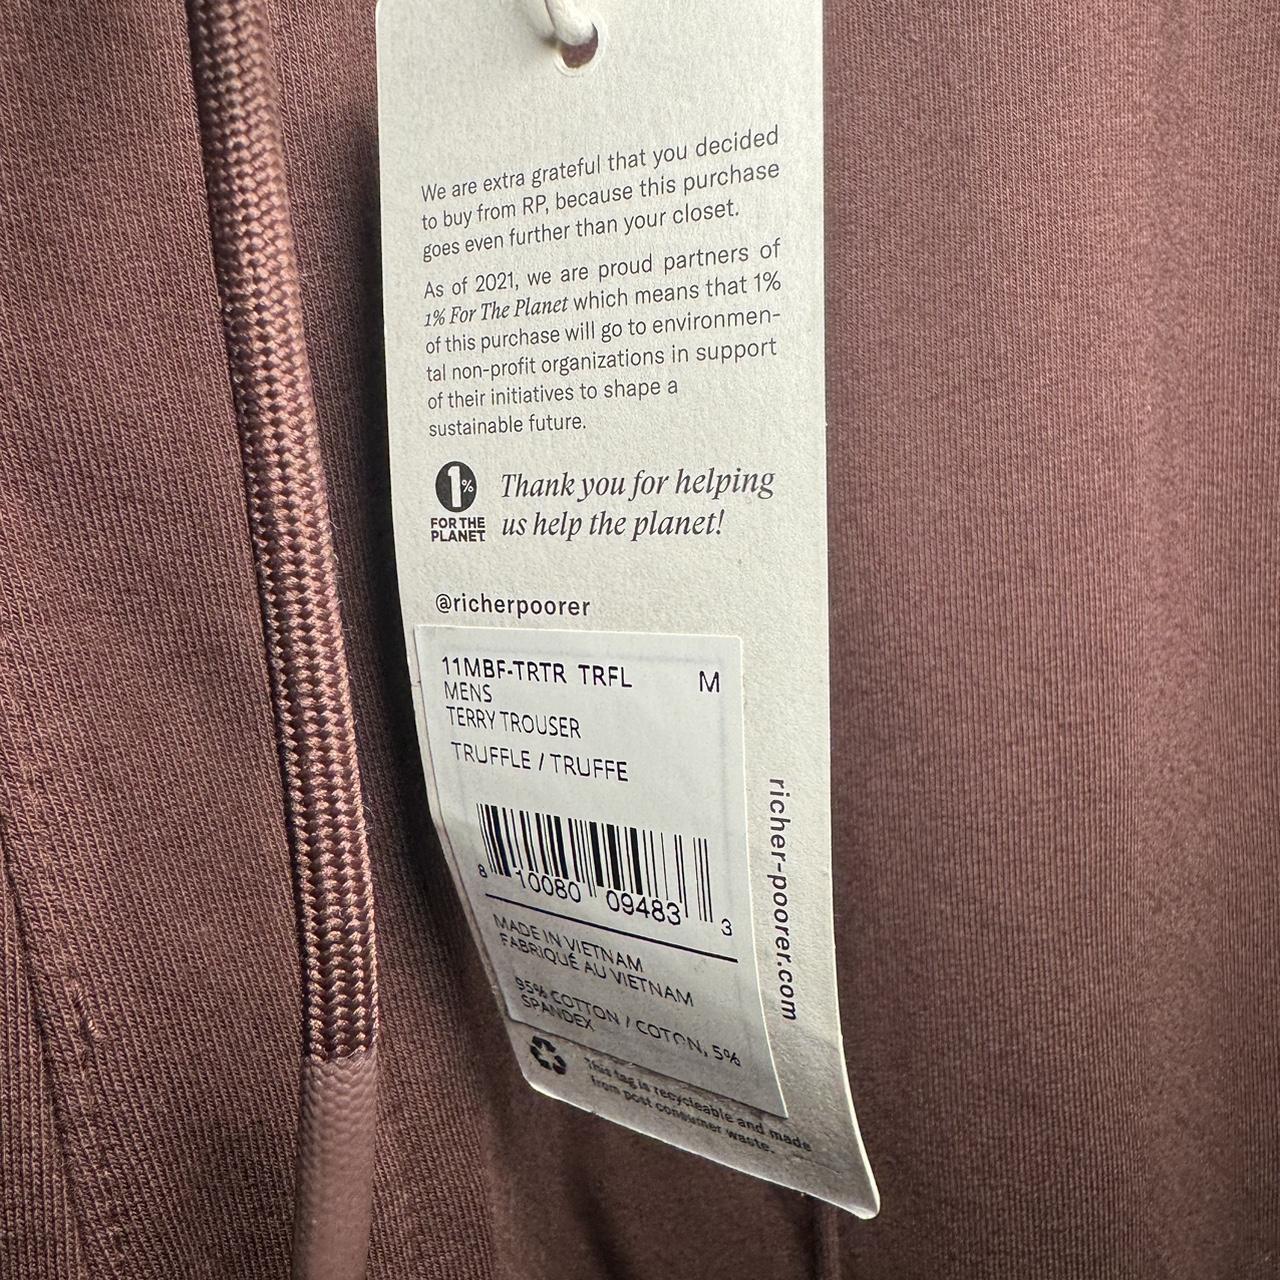 We are extra grateful that you decided
to buy from RP, because this purchase
goes even further than your closet.
As of 2021, we are proud partners of
1% For The Planet which means that 1%
of this purchase will go to environmen-
tal non-profit organizations in support
of their initiatives to shape a
sustainable future.
1%
FOR THE
PLANET
Thank you for helping
us help the planet!
@richerpoorer
11MBF-TRTR TRFL M
MENS
TERRY TROUSER
TRUFFLE / TRUFFE
8 10080 09483 3
MADE IN VIETNAM
FABRIQUÉ AU VIETNAM
95% COTTON / COTON, 5%
SPANDEX
This tag is recycleable and made
from post consumer waste.
richer-poorer.com